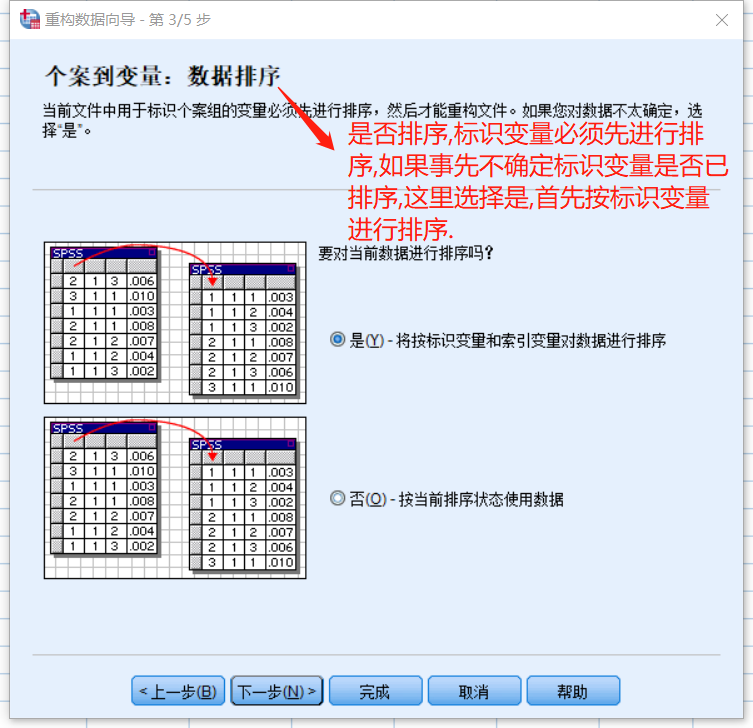 重构数据向导 - 第 3/5 步
个案到变量：数据排序
当前文件中用于标识个案组的变量必须先进行排序，然后才能重构文件。如果您对数据不太确定，选
择“是”。
是否排序,标识变量必须先进行排
序,如果事先不确定标识变量是否已
排序,这里选择是,首先按标识变量
进行排序.
要对当前数据进行排序吗?
SPSS
2 1 3 .006
3 1 1 .010
1 1 1 .003
2 1 1 .008
2 1 2 .007
1 1 2 .004
1 1 3 .002
SPSS
1 1 1 .003
1 1 2 .004
1 1 3 .002
2 1 1 .008
2 1 2 .007
2 1 3 .006
3 1 1 .010
是(Y) - 将按标识变量和索引变量对数据进行排序
SPSS
2 1 3 .006
3 1 1 .010
1 1 1 .003
2 1 1 .008
2 1 2 .007
1 1 2 .004
1 1 3 .002
SPSS
1 1 1 .003
1 1 2 .004
1 1 3 .002
2 1 1 .008
2 1 2 .007
2 1 3 .006
3 1 1 .010
否(O) - 按当前排序状态使用数据
< 上一步(B)
下一步(N) >
完成
取消
帮助